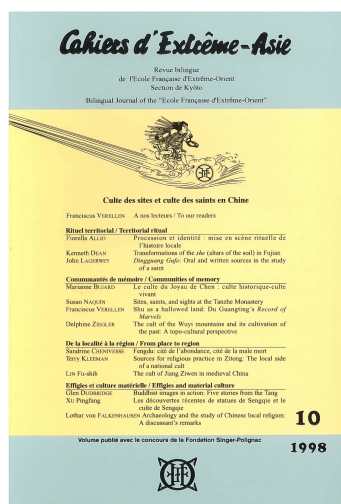 Cahiers d'Extrême-Asie
Revue bilingue
de l'Ecole Française d'Extrême-Orient
Section de Kyôto
Bilingual Journal of the "Ecole Française d'Extrême-Orient"
Culte des sites et culte des saints en Chine
Franciscus VERELLEN A nos lecteurs / To our readers
Rituel territorial / Territorial ritual
Fiorella ALLIO Procession et identité : mise en scène rituelle de
l'histoire locale
Kenneth DEAN Transformations of the she (altars of the soil) in Fujian
John LAGERWEY Dingguang Gufo: Oral and written sources in the study
of a saint
Communautés de mémoire / Communities of memory
Marianne BUJARD Le culte du Joyau de Chen : culte historique-culte
vivant
Susan NAQUIN Sites, saints, and sights at the Tanzhe Monastery
Franciscus VERELLEN Shu as a hallowed land: Du Guangting's Record of
Marvels
Delphine ZIEGLER The cult of the Wuyi mountains and its cultivation of
the past: A topo-cultural perspective
De la localité à la région / From place to region
Sandrine CHENIVESSE Fengdu: cité de l'abondance, cité de la male mort
Terry KLEEMAN Sources for religious practice in Zitong: The local side
of a national cult
LIN Fu-shih The cult of Jiang Ziwen in medieval China
Effigies et culture matérielle / Effigies and material culture
Glen DUDBRIDGE Buddhist images in action: Five stories from the Tang
XU Pingfang Les découvertes récentes de statues de Sengqie et le
culte de Sengqie
Lothar von FALKENHAUSEN Archaeology and the study of Chinese local religion:
A discussant's remarks
10
Volume publié avec le concours de la Fondation Singer-Polignac
1998